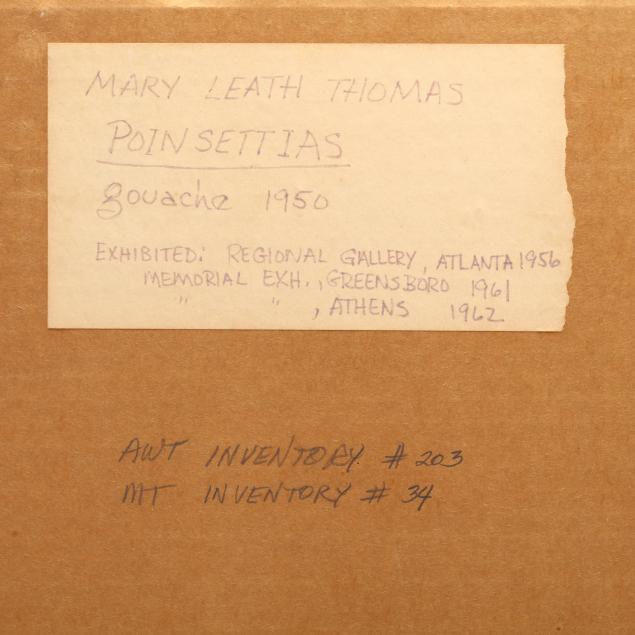 MARY LEATH THOMAS
POINSETTIAS
gouache 1950
EXHIBITED: REGIONAL GALLERY, ATLANTA 1956
MEMORIAL EXH., GREENSBORO 1961
" " , ATHENS 1962
AWT INVENTORY # 203
MT INVENTORY # 34